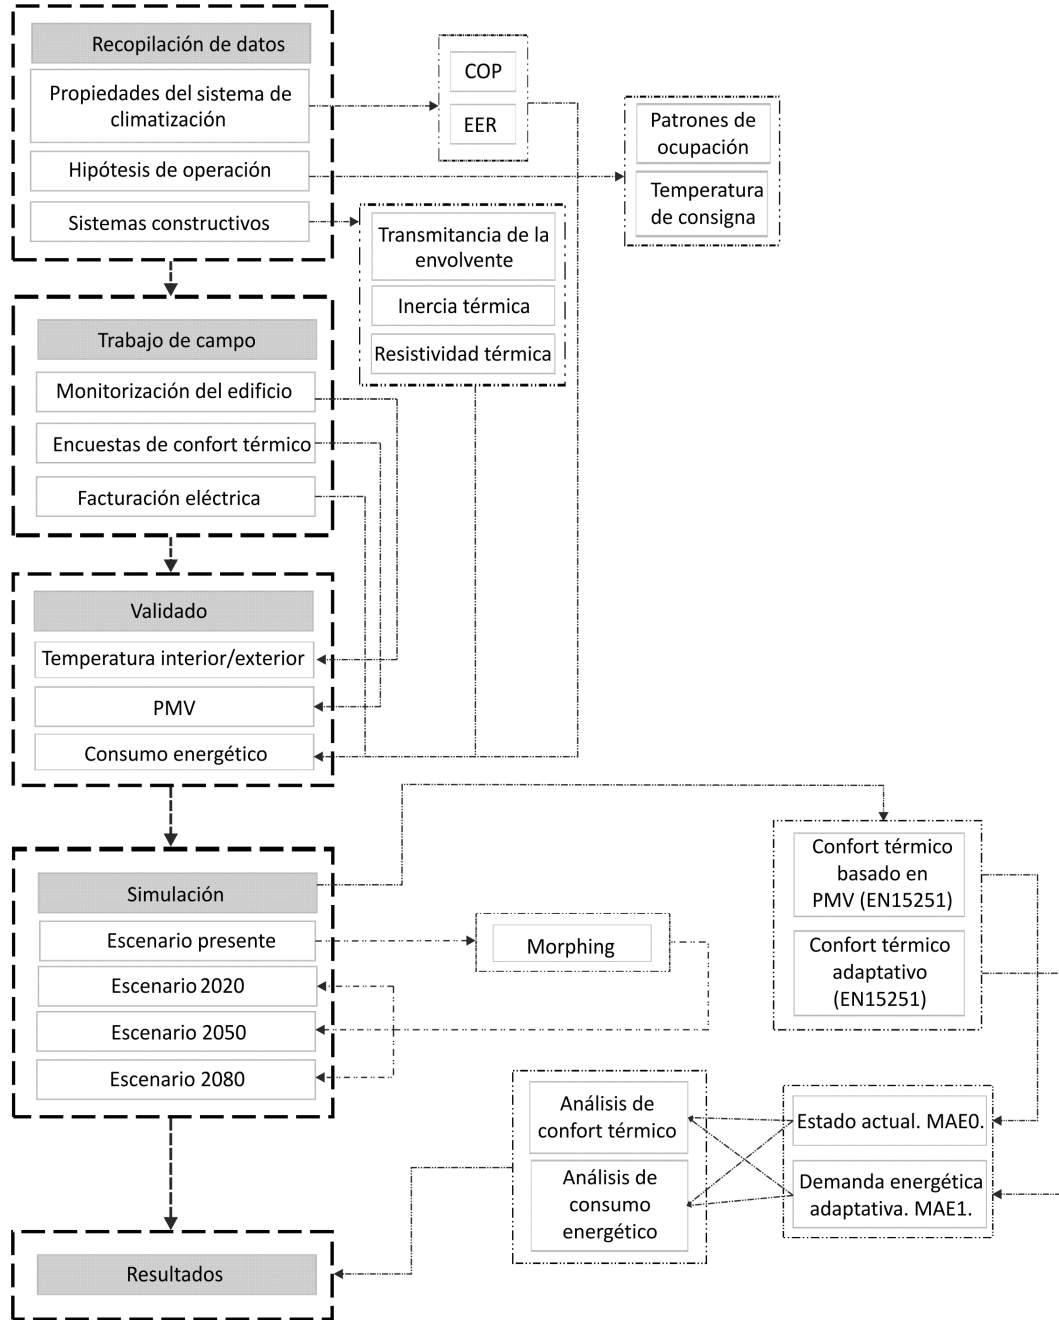 Recopilación de datos
Propiedades del sistema de
climatización
Hipótesis de operación
Sistemas constructivos
COP
EER
Patrones de
ocupación
Temperatura
de consigna
Transmitancia de la
envolvente
Inercia térmica
Resistividad térmica
Trabajo de campo
Monitorización del edificio
Encuestas de confort térmico
Facturación eléctrica
Validado
Temperatura interior/exterior
PMV
Consumo energético
Simulación
Escenario presente
Escenario 2020
Escenario 2050
Escenario 2080
Morphing
Confort térmico
basado en
PMV (EN15251)
Confort térmico
adaptativo
(EN15251)
Estado actual. MAE0.
Demanda energética
adaptativa. MAE1.
Análisis de
confort térmico
Análisis de
consumo
energético
Resultados